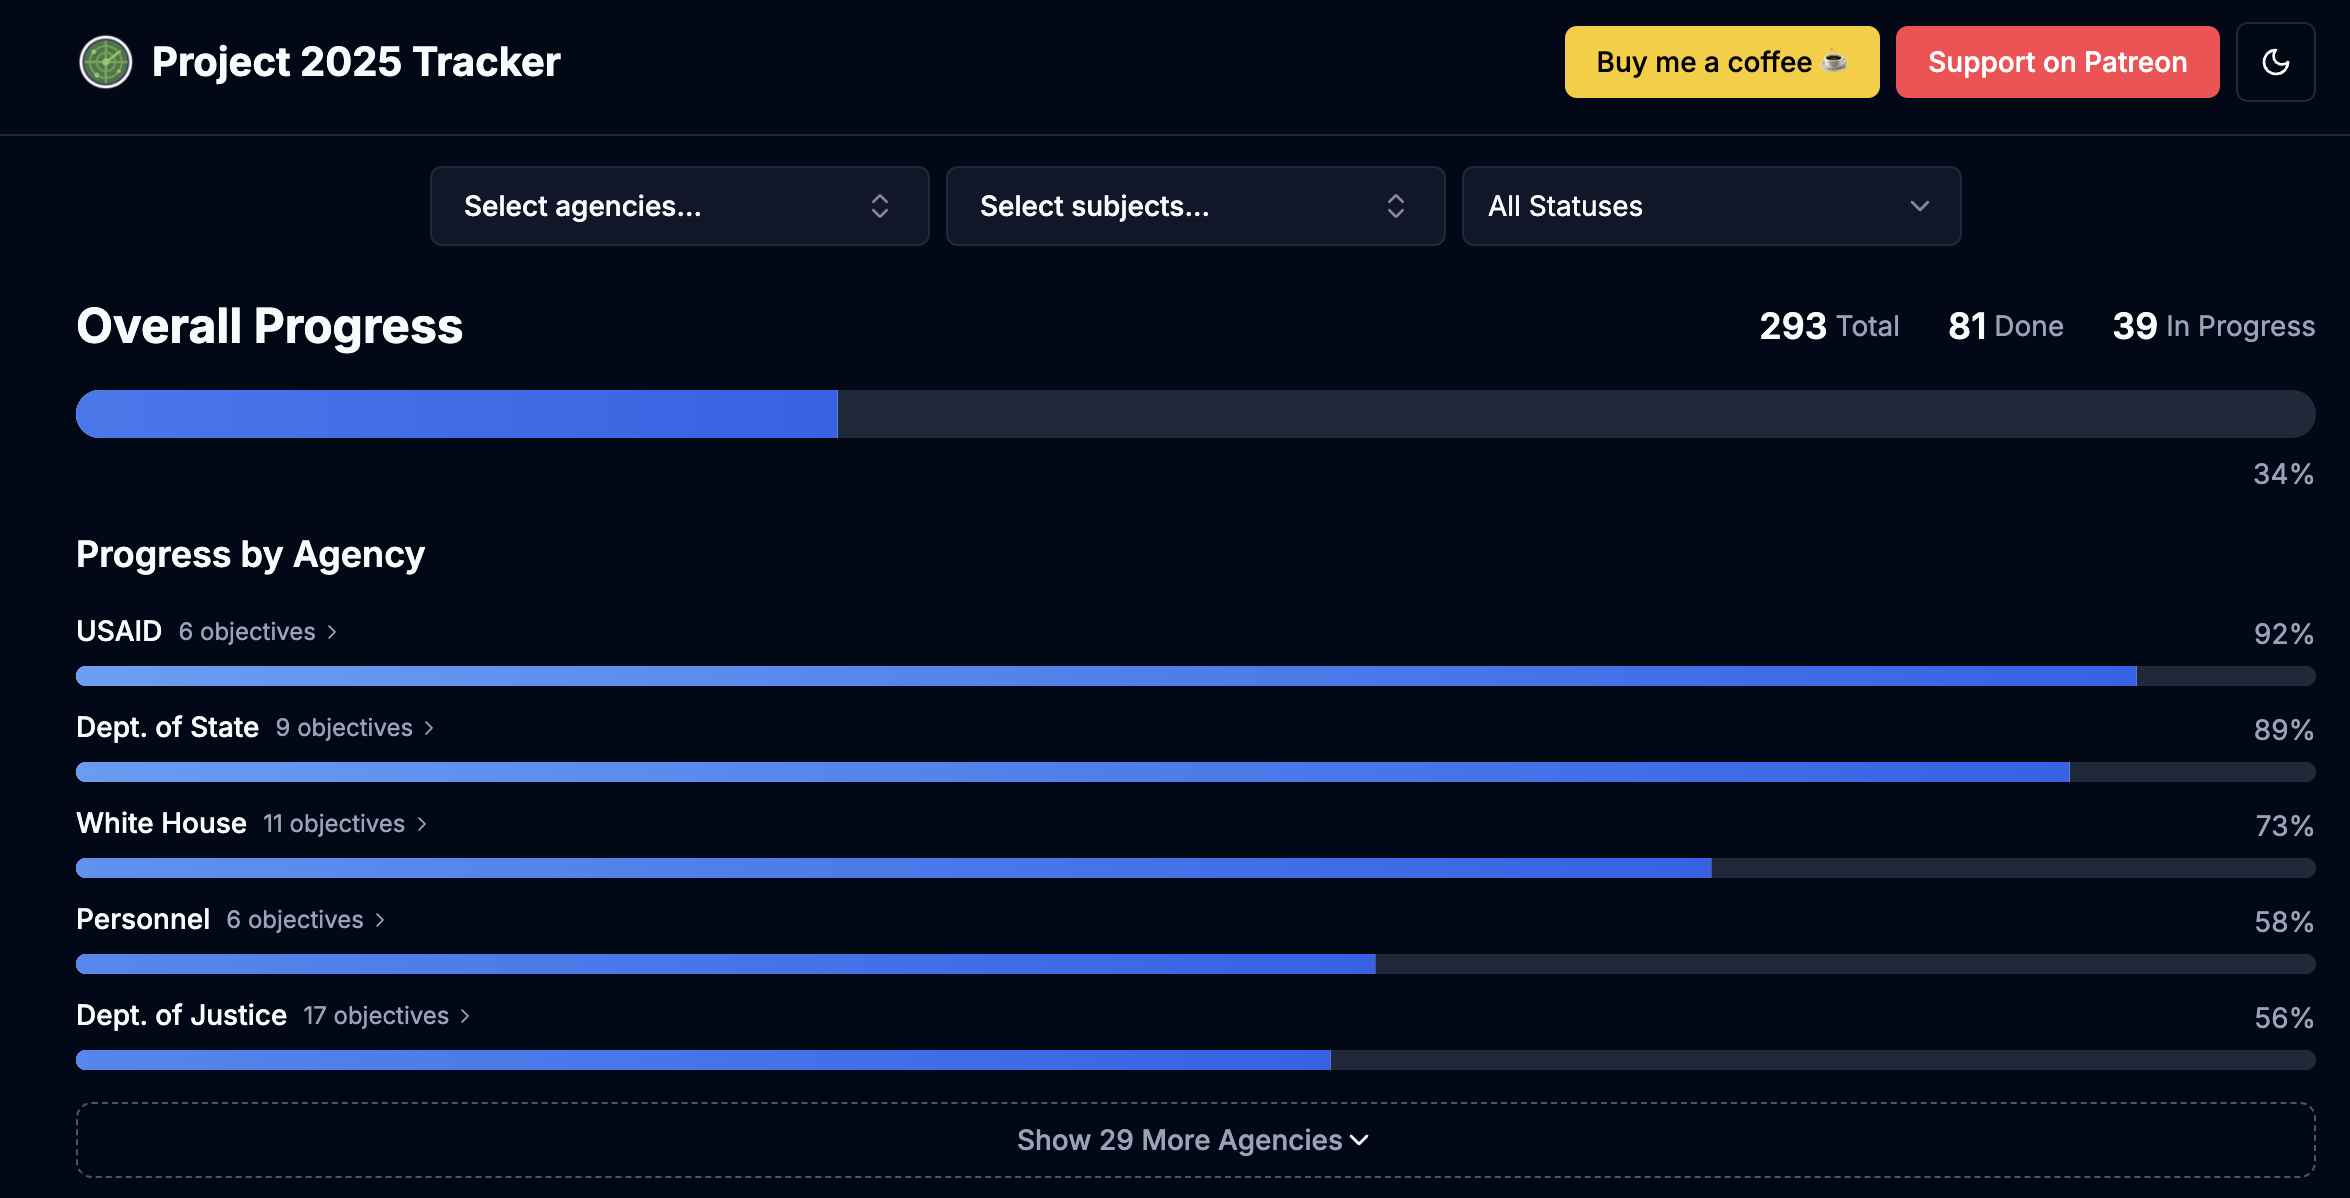 Project 2025 Tracker
Buy me a coffee ☕
Support on Patreon
Select agencies...
Select subjects...
All Statuses
Overall Progress
293 Total 81 Done 39 In Progress
34%
Progress by Agency
USAID 6 objectives >
92%
Dept. of State 9 objectives >
89%
White House 11 objectives >
73%
Personnel 6 objectives >
58%
Dept. of Justice 17 objectives >
56%
Show 29 More Agencies